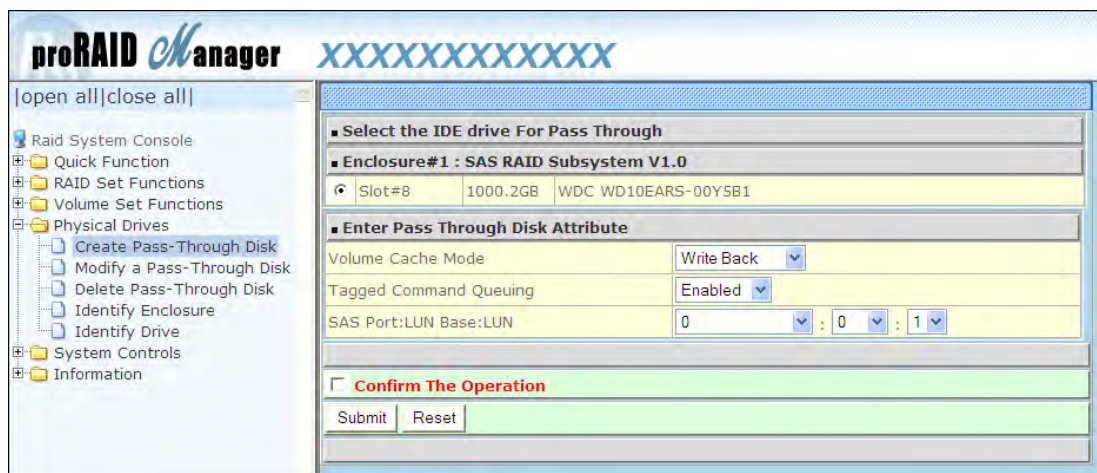 proRAID Manager XXXXXXXXXXXXX
|open all|close all|
Raid System Console
Quick Function
RAID Set Functions
Volume Set Functions
Physical Drives
Create Pass-Through Disk
Modify a Pass-Through Disk
Delete Pass-Through Disk
Identify Enclosure
Identify Drive
System Controls
Information
Select the IDE drive For Pass Through
Enclosure#1 : SAS RAID Subsystem V1.0
Slot#8 1000.2GB WDC WD10EARS-00Y5B1
Enter Pass Through Disk Attribute
Volume Cache Mode Write Back
Tagged Command Queuing Enabled
SAS Port:LUN Base:LUN 0 : 0 : 1
Confirm The Operation
Submit Reset